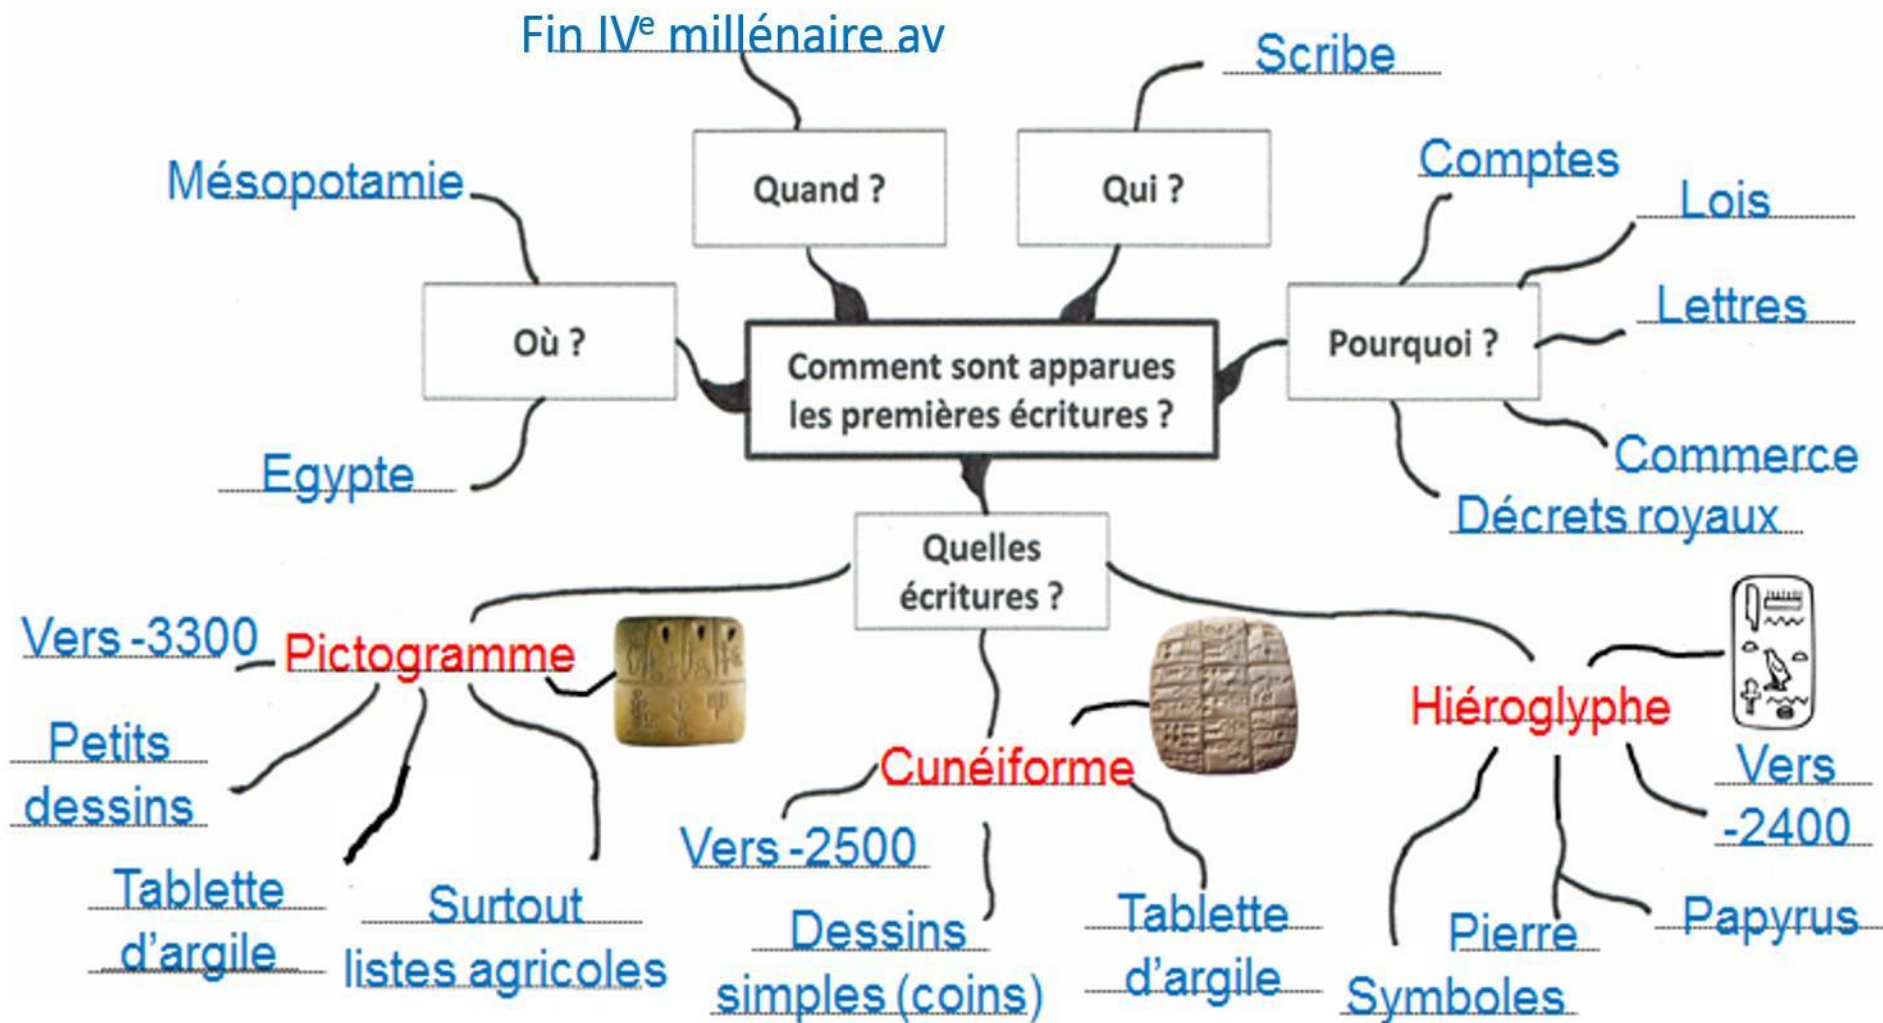 Fin IVe millénaire av
Scribe
Quand ?
Qui ?
Comptes
Mésopotamie
Lois
Où ?
Pourquoi ?
Lettres
Comment sont apparues
les premières écritures ?
Egypte
Commerce
Décrets royaux
Quelles
écritures ?
Vers -3300
Pictogramme
Petits
dessins
Tablette
d'argile
Surtout
listes agricoles
Cunéiforme
Vers -2500
Dessins
simples (coins)
Tablette
d'argile
Hiéroglyphe
Vers
-2400
Symboles
Pierre
Papyrus